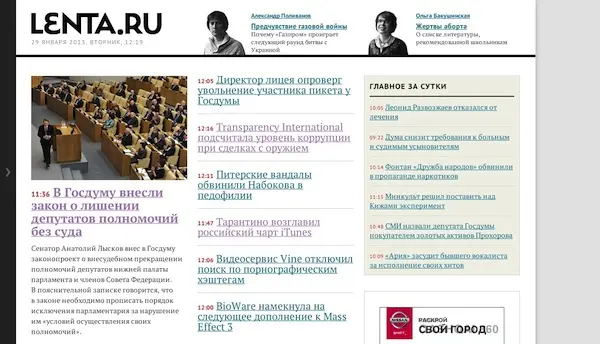 LENTA.RU
29 ЯНВАРЯ 2013, ВТОРНИК, 12:19
Александр Поливанов
Предчувствие газовой войны
Почему «Газпром» проиграет
следующий раунд битвы с
Украиной
Ольга Бакушинская
Жертвы аборта
О списке литературы,
рекомендованной школьникам
11:36 В Госдуму внесли
закон о лишении
депутатов полномочий
без суда
Сенатор Анатолий Лысков внес в Госдуму
законопроект о внесудебном прекращении
полномочий депутатов нижней палаты
парламента и членов Совета Федерации.
В пояснительной записке говорится, что
в законе необходимо прописать порядок
исключения парламентария за нарушение
им «условий осуществления своих
полномочий».
12:05 Директор лицея опроверг
увольнение участника пикета у
Госдумы
12:16 Transparency International
подсчитала уровень коррупции
при сделках с оружием
12:11 Питерские вандалы
обвинили Набокова в
педофилии
11:47 Тарантино возглавил
российский чарт iTunes
12:06 Видеосервис Vine отключил
поиск по порнографическим
хэштегам
12:00 BioWare намекнула на
следующее дополнение к Mass
Effect 3
ГЛАВНОЕ ЗА СУТКИ
10:05 Леонид Развозжаев отказался от
лечения
09:22 Дума снизит требования к больным
и судимым усыновителям
10:14 Фонтан «Дружба народов» обвинили
в пропаганде наркотиков
11:15 Минкульт решил поставить над
Кижами эксперимент
10:48 СМИ назвали депутата Госдумы
покупателем золотых активов Прохорова
10:09 «Ария» засудит бывшего вокалиста
за исполнение своих хитов
NISSAN
РАСКРОЙ
СВОЙ ГОРОД